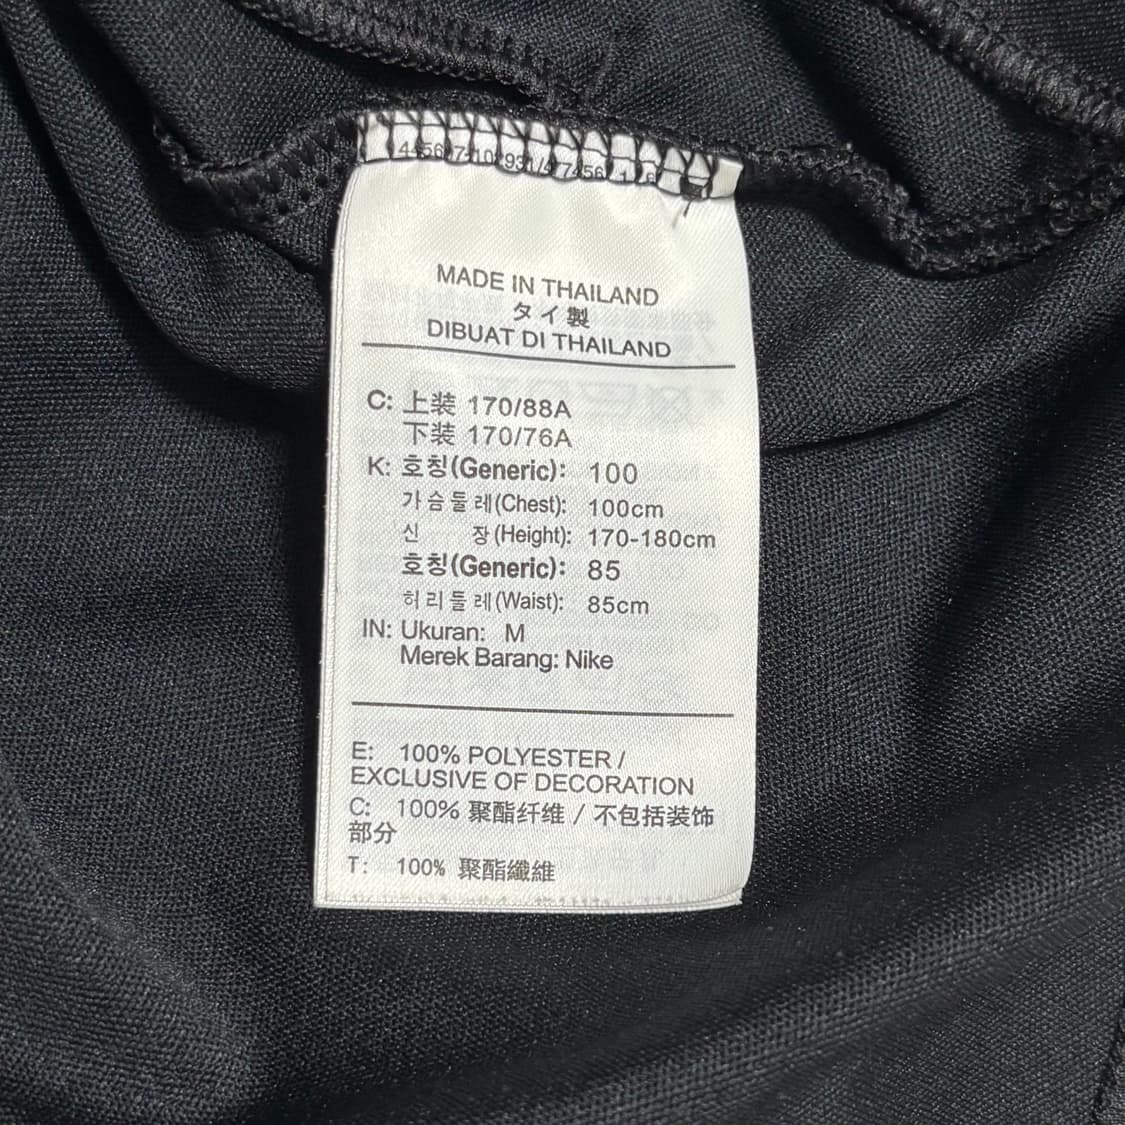 MADE IN THAILAND
タイ製
DIBUAT DI THAILAND
C: 上装 170/88A
下装 170/76A
K: 호칭(Generic): 100
가슴둘레(Chest): 100cm
신 장(Height): 170-180cm
호칭(Generic): 85
허리둘레(Waist): 85cm
IN: Ukuran: M
Merek Barang: Nike
E: 100% POLYESTER /
EXCLUSIVE OF DECORATION
C: 100% 聚酯纤维 / 不包括装饰
部分
T: 100% 聚酯纖維